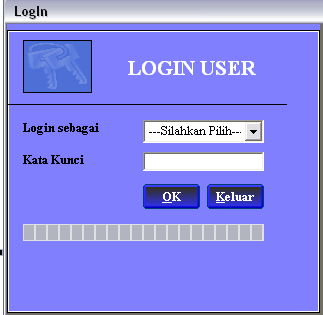 LogIn
LOGIN USER
Login sebagai
---Silahkan Pilih---
Kata Kunci
OK
Keluar